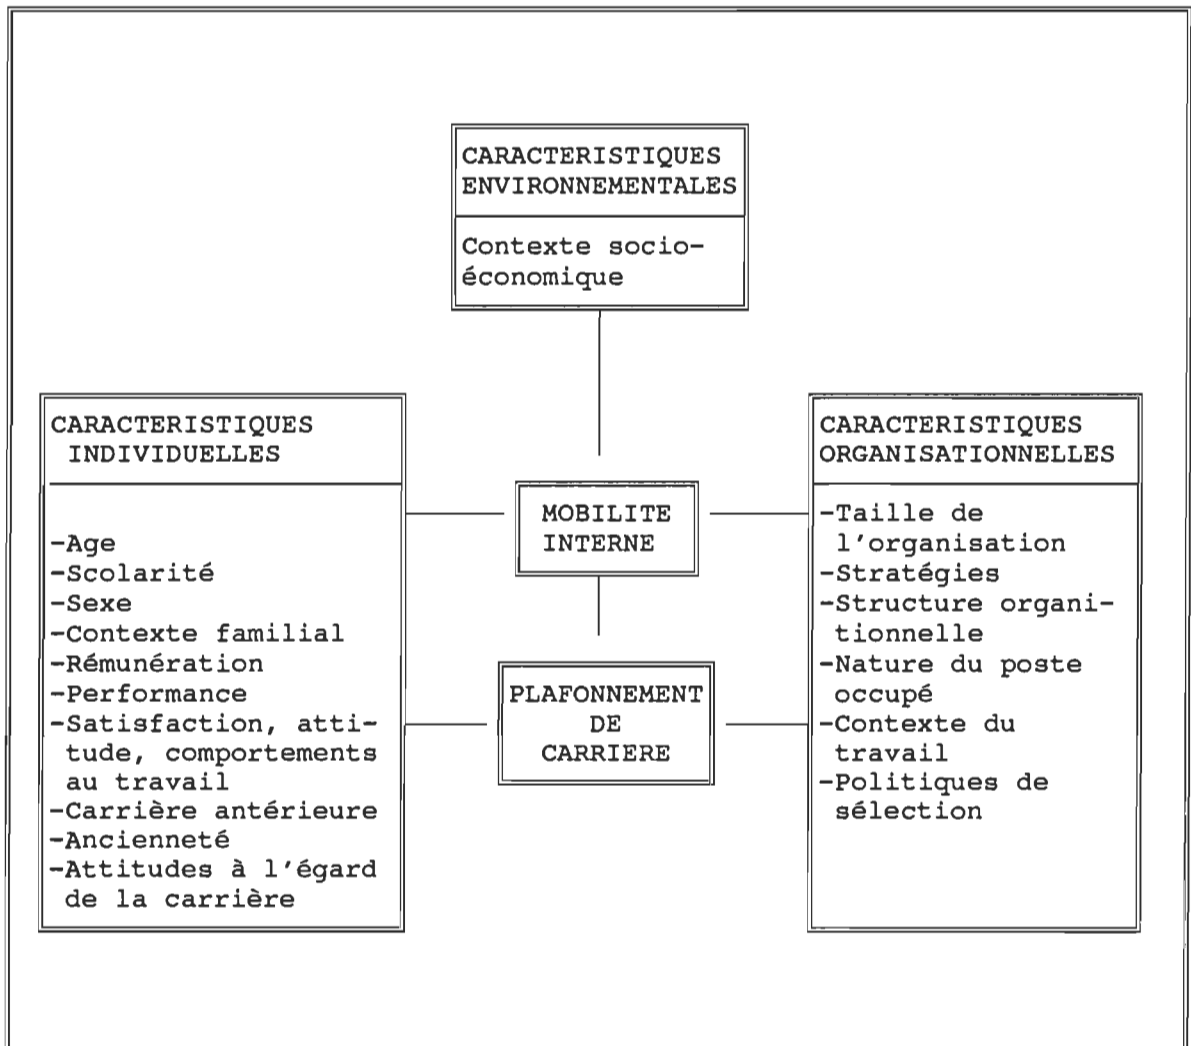 CARACTERISTIQUES
ENVIRONNEMENTALES
Contexte socio-
économique
CARACTERISTIQUES
INDIVIDUELLES
-Age
-Scolarité
-Sexe
-Contexte familial
-Rémunération
-Performance
-Satisfaction, atti-
tude, comportements
au travail
-Carrière antérieure
-Ancienneté
-Attitudes à l'égard
de la carrière
MOBILITE
INTERNE
PLAFONNEMENT
DE
CARRIERE
CARACTERISTIQUES
ORGANISATIONNELLES
-Taille de
l'organisation
-Stratégies
-Structure organi-
tionnelle
-Nature du poste
occupé
-Contexte du
travail
-Politiques de
sélection